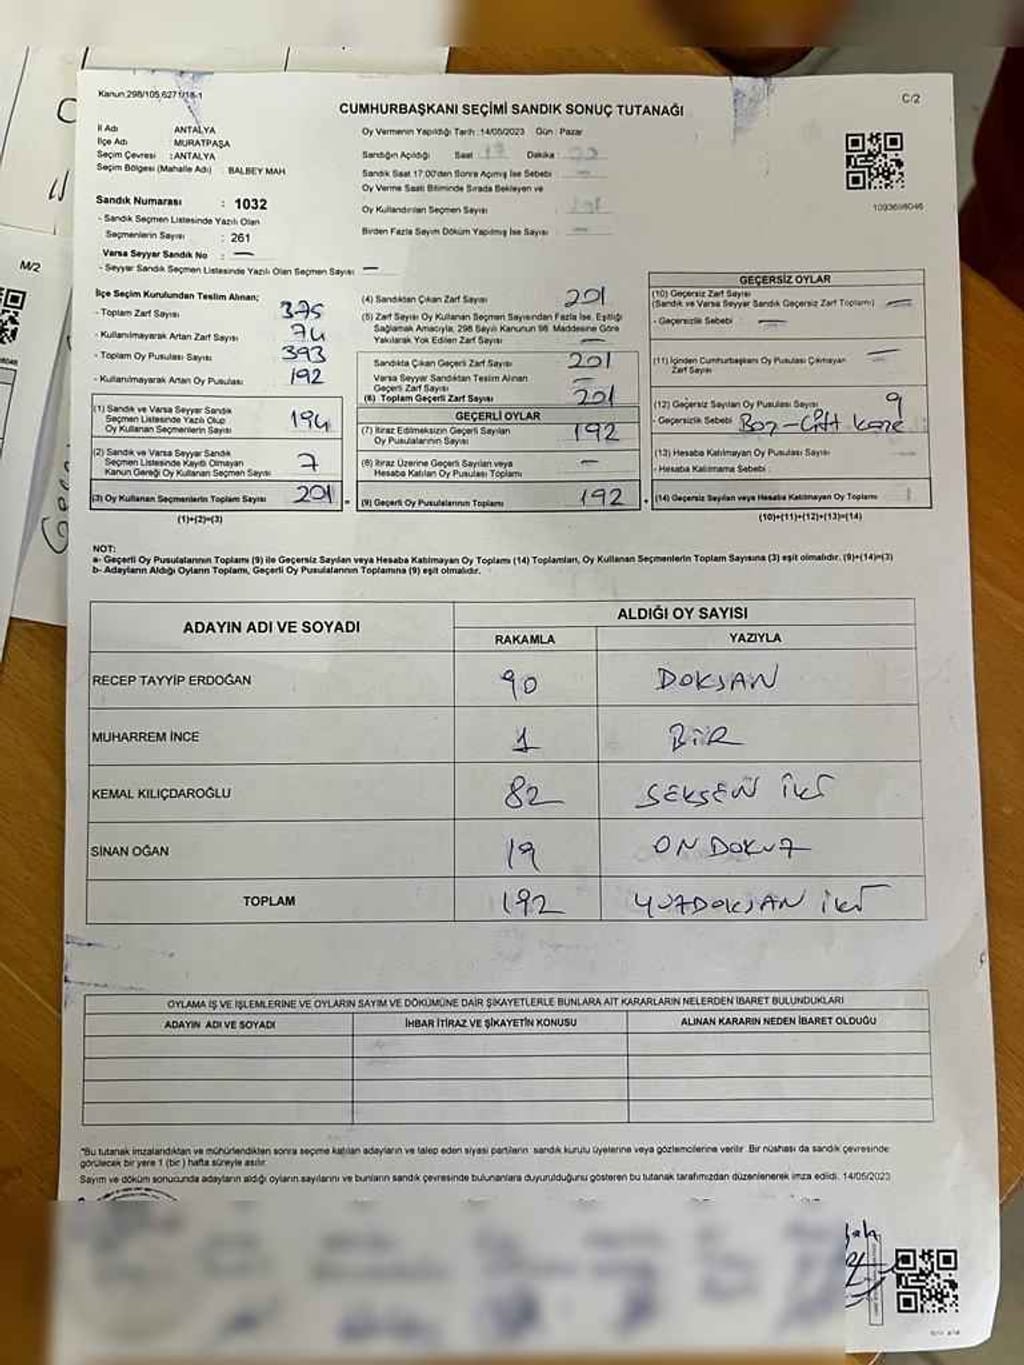 Kanun:298/105,6271/18-1
C/2
CUMHURBAŞKANI SEÇİMİ SANDIK SONUÇ TUTANAĞI
İl Adı ANTALYA
İlçe Adı MURATPAŞA
Seçim Çevresi : ANTALYA
Seçim Bölgesi (Mahalle Adı) BALBEY MAH
Sandık Numarası : 1032
- Sandık Seçmen Listesinde Yazılı Olan
Seçmenlerin Sayısı : 261
Varsa Seyyar Sandık No : —
- Seyyar Sandık Seçmen Listesinde Yazılı Olan Seçmen Sayısı —
Oy Vermenin Yapıldığı Tarih : 14/05/2023 Gün : Pazar
Sandığın Açıldığı Saat 17 Dakika
Sandık Saat 17:00'den Sonra Açılmış İse Sebebi —
Oy Verme Saati Bitiminde Sırada Bekleyen ve
Oy Kullandırılan Seçmen Sayısı
Birden Fazla Sayım Döküm Yapılmış İse Sayısı —
1093698046
M/2
İlçe Seçim Kurulundan Teslim Alınan;
- Toplam Zarf Sayısı 375
- Kullanılmayarak Artan Zarf Sayısı 74
- Toplam Oy Pusulası Sayısı 393
- Kullanılmayarak Artan Oy Pusulası 192
(1) Sandık ve Varsa Seyyar Sandık
Seçmen Listesinde Yazılı Olup
Oy Kullanan Seçmenlerin Sayısı 194
(2) Sandık ve Varsa Seyyar Sandık
Seçmen Listesinde Kayıtlı Olmayan
Kanun Gereği Oy Kullanan Seçmen Sayısı 7
(3) Oy Kullanan Seçmenlerin Toplam Sayısı 201
(1)+(2)=(3)
(4) Sandıktan Çıkan Zarf Sayısı 201
(5) Zarf Sayısı Oy Kullanan Seçmen Sayısından Fazla İse, Eşitliği
Sağlamak Amacıyla, 298 Sayılı Kanunun 98. Maddesine Göre
Yakılarak Yok Edilen Zarf Sayısı —
Sandıkta Çıkan Geçerli Zarf Sayısı 201
Varsa Seyyar Sandıktan Teslim Alınan
Geçerli Zarf Sayısı —
(6) Toplam Geçerli Zarf Sayısı 201
GEÇERLİ OYLAR
(7) İtiraz Edilmeksizin Geçerli Sayılan
Oy Pusulalarının Sayısı 192
(8) İtiraz Üzerine Geçerli Sayılan veya
Hesaba Katılan Oy Pusulası Toplamı —
(9) Geçerli Oy Pusulalarının Toplamı 192
GEÇERSİZ OYLAR
(10) Geçersiz Zarf Sayısı
(Sandık ve Varsa Seyyar Sandık Geçersiz Zarf Toplamı) —
- Geçersizlik Sebebi : —
(11) İçinden Cumhurbaşkanı Oy Pusulası Çıkmayan
Zarf Sayısı —
(12) Geçersiz Sayılan Oy Pusulası Sayısı 9
- Geçersizlik Sebebi
(13) Hesaba Katılmayan Oy Pusulası Sayısı —
- Hesaba Katılmama Sebebi :
(14) Geçersiz Sayılan veya Hesaba Katılmayan Oy Toplamı
(10)+(11)+(12)+(13)=(14)
NOT:
a- Geçerli Oy Pusulalarının Toplamı (9) ile Geçersiz Sayılan veya Hesaba Katılmayan Oy Toplamı (14) Toplamları, Oy Kullanan Seçmenlerin Toplam Sayısına (3) eşit olmalıdır. (9)+(14)=(3)
b- Adayların Aldığı Oyların Toplamı, Geçerli Oy Pusulalarının Toplamına (9) eşit olmalıdır.
ADAYIN ADI VE SOYADI ALDIĞI OY SAYISI
RAKAMLA YAZIYLA
RECEP TAYYİP ERDOĞAN 90 DOKSAN
MUHARREM İNCE 1 BİR
KEMAL KILIÇDAROĞLU 82 SEKSEN İKİ
SİNAN OĞAN 19 ON DOKUZ
TOPLAM 192 YÜZDOKSAN İKİ
OYLAMA İŞ VE İŞLEMLERİNE VE OYLARIN SAYIM VE DÖKÜMÜNE DAİR ŞİKAYETLERLE BUNLARA AİT KARARLARIN NELERDEN İBARET BULUNDUKLARI
ADAYIN ADI VE SOYADI İHBAR İTİRAZ VE ŞİKAYETİN KONUSU ALINAN KARARIN NEDEN İBARET OLDUĞU
*Bu tutanak imzalandıktan ve mühürlendikten sonra seçime katılan adayların ve talep eden siyasi partilerin sandık kurulu üyelerine veya gözlemcilerine verilir. Bir nüshası da sandık çevresinde
görülecek bir yere 1 (bir) hafta süreyle asılır.
Sayım ve döküm sonucunda adayların aldığı oyların sayılarını ve bunların sandık çevresinde bulunanlara duyurulduğunu gösteren bu tutanak tarafımızdan düzenlenerek imza edildi. 14/05/2023